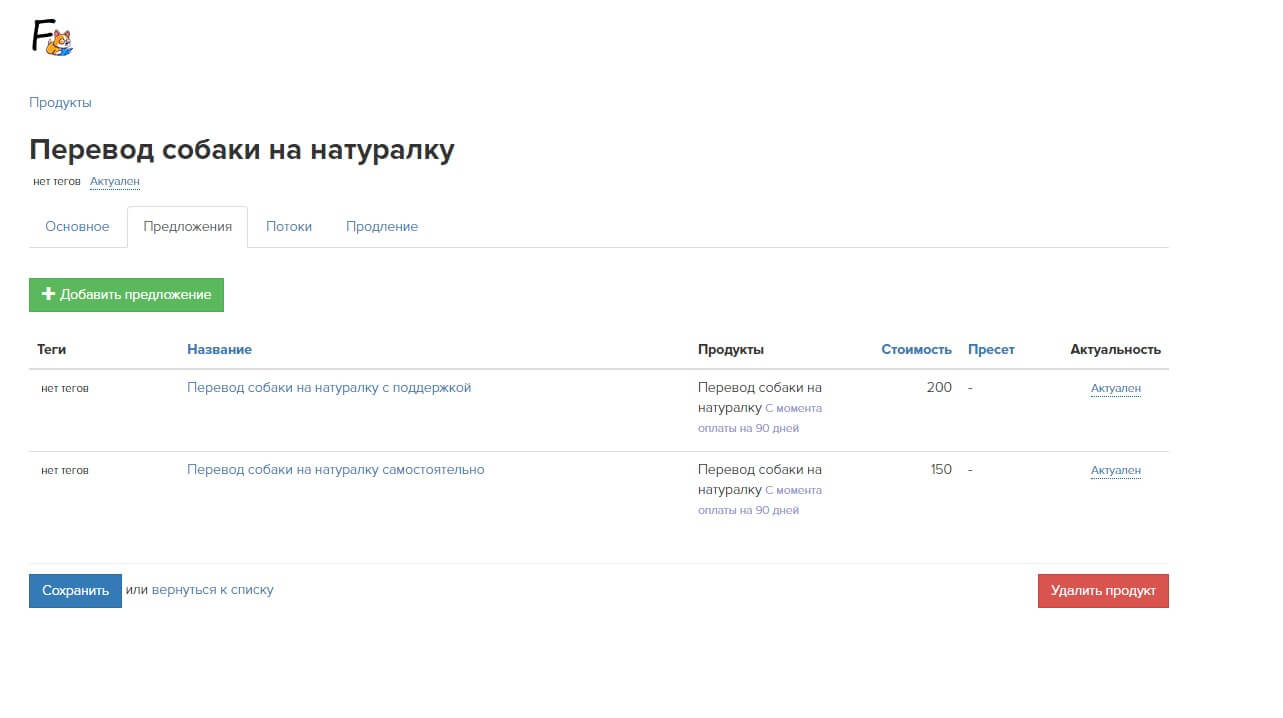 F
Продукты
Перевод собаки на натуралку
нет тегов Актуален
Основное Предложения Потоки Продление
Добавить предложение
Теги Название Продукты Стоимость Пресет Актуальность
нет тегов Перевод собаки на натуралку с поддержкой Перевод собаки на 200 - Актуален
натуралку С момента
оплаты на 90 дней
нет тегов Перевод собаки на натуралку самостоятельно Перевод собаки на 150 - Актуален
натуралку С момента
оплаты на 90 дней
Сохранить или вернуться к списку Удалить продукт